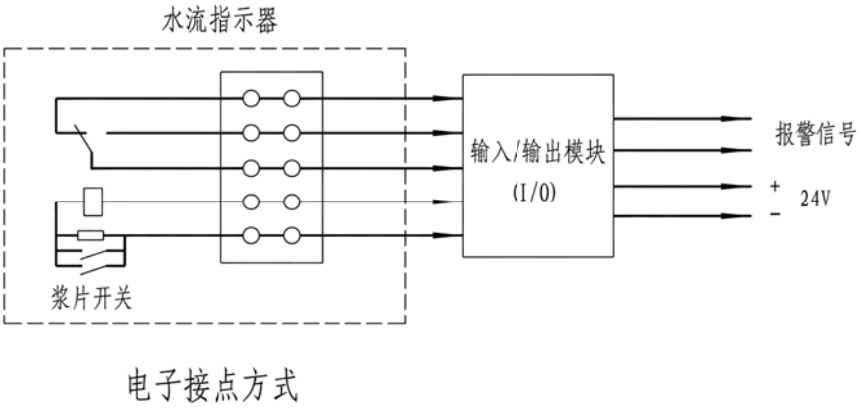 水流指示器
输入/输出模块
(I/0)
报警信号
+
24V
−
浆片开关
电子接点方式